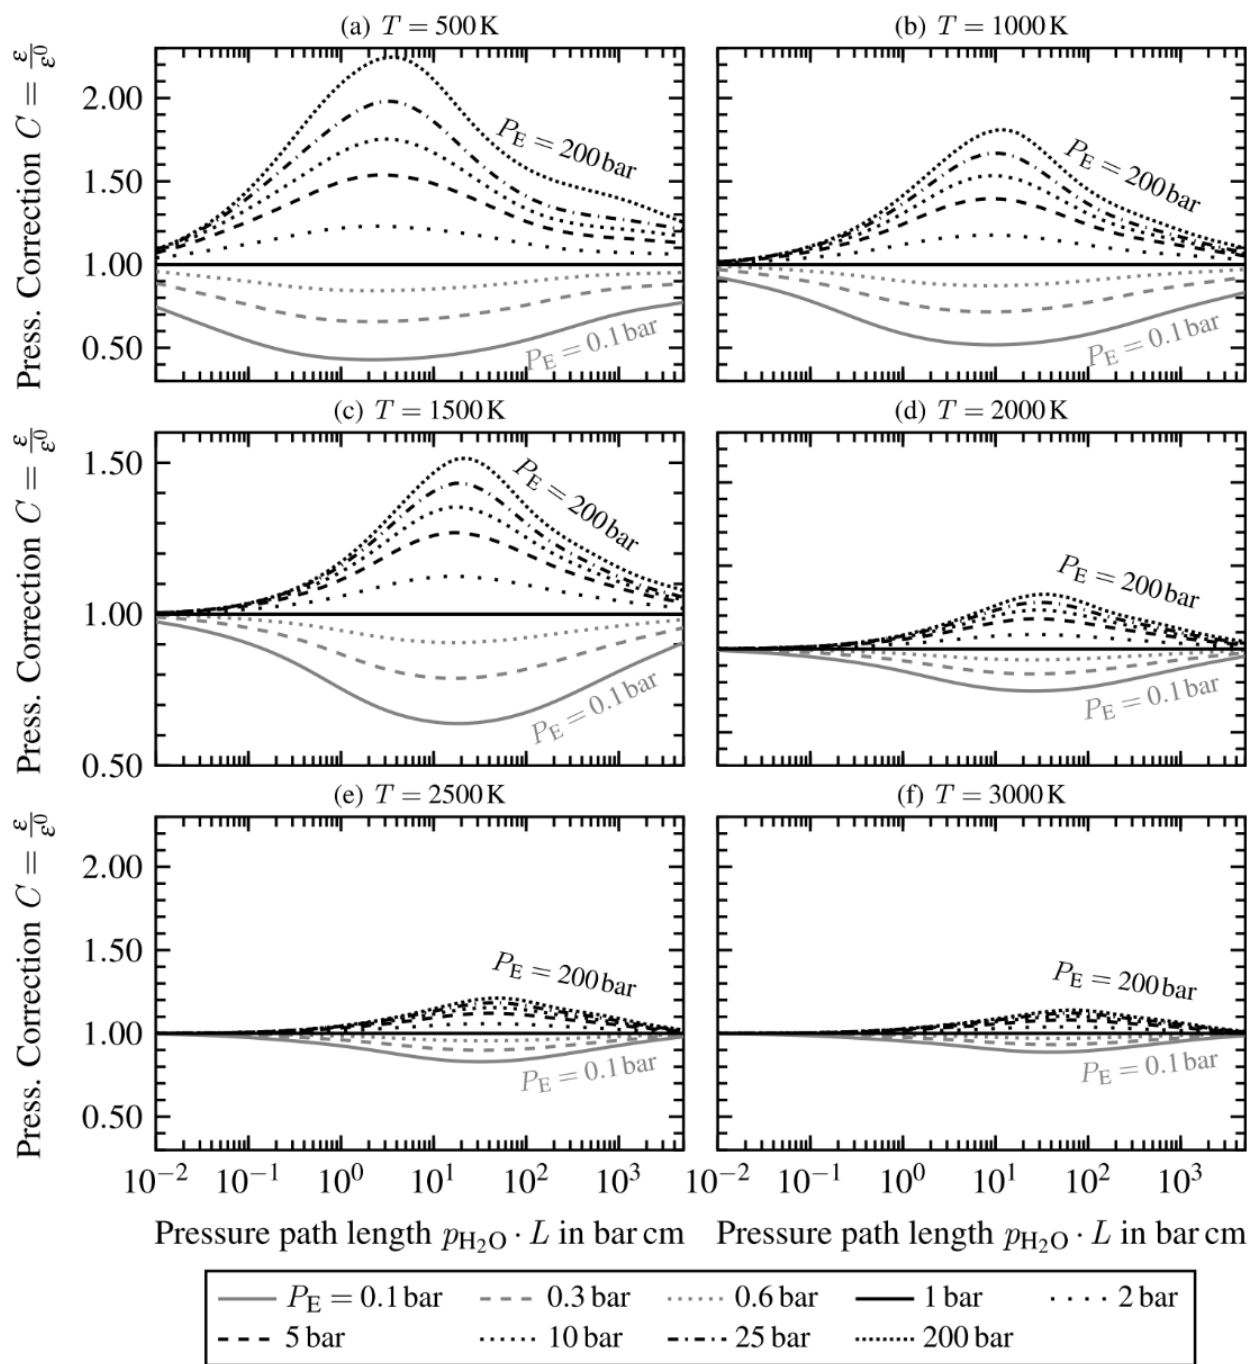 (a) T = 500 K
(b) T = 1000 K
Press. Correction C = ε/ε⁰
2.00
1.50
1.00
0.50
P_E = 200 bar
P_E = 0.1 bar
P_E = 200 bar
P_E = 0.1 bar
(c) T = 1500 K
(d) T = 2000 K
Press. Correction C = ε/ε⁰
1.50
1.00
0.50
P_E = 200 bar
P_E = 0.1 bar
P_E = 200 bar
P_E = 0.1 bar
(e) T = 2500 K
(f) T = 3000 K
Press. Correction C = ε/ε⁰
2.00
1.50
1.00
0.50
P_E = 200 bar
P_E = 0.1 bar
P_E = 200 bar
P_E = 0.1 bar
10⁻² 10⁻¹ 10⁰ 10¹ 10² 10³ 10⁻² 10⁻¹ 10⁰ 10¹ 10² 10³
Pressure path length p_H₂O · L in bar cm Pressure path length p_H₂O · L in bar cm
P_E = 0.1 bar 0.3 bar 0.6 bar 1 bar 2 bar
5 bar 10 bar 25 bar 200 bar